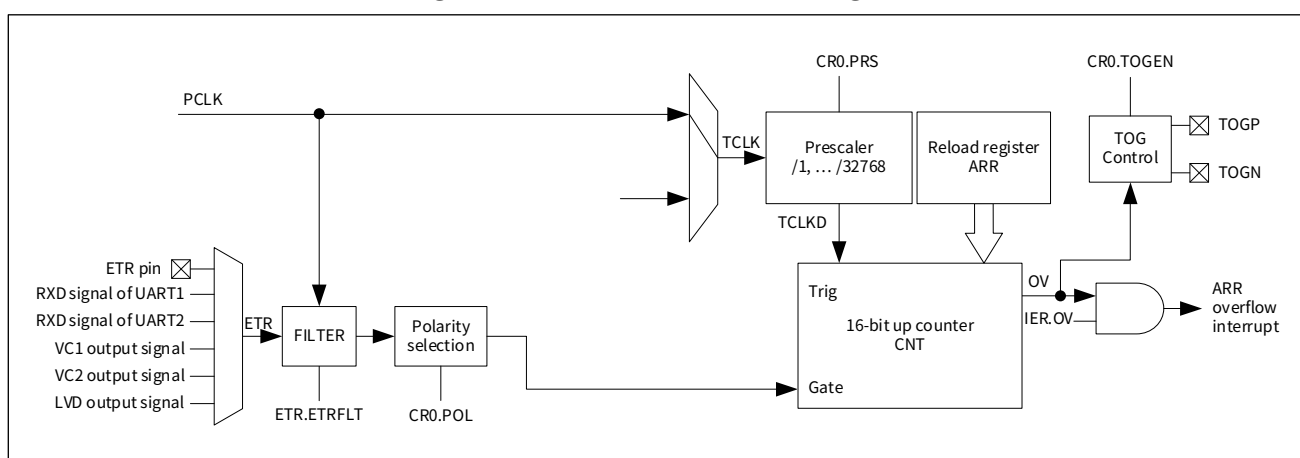 PCLK
CR0.PRS
CR0.TOGEN
TCLK
Prescaler
/1, … /32768
Reload register
ARR
TOG
Control
TOGP
TOGN
TCLKD
ETR pin
RXD signal of UART1
RXD signal of UART2
VC1 output signal
VC2 output signal
LVD output signal
ETR
FILTER
Polarity
selection
ETR.ETRFLT
CR0.POL
Trig
16-bit up counter
CNT
Gate
OV
IER.OV
ARR
overflow
interrupt